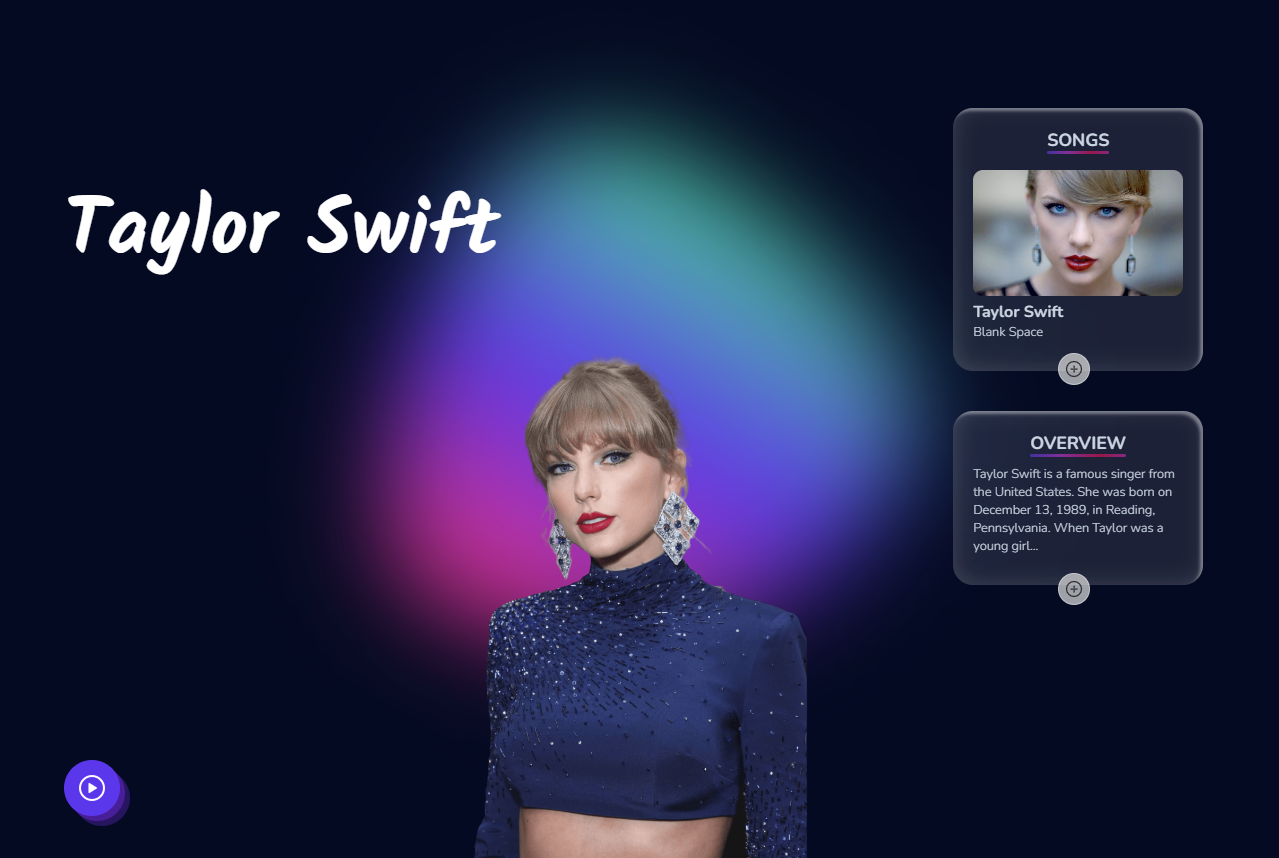 Taylor Swift
SONGS
Taylor Swift
Blank Space
OVERVIEW
Taylor Swift is a famous singer from
the United States. She was born on
December 13, 1989, in Reading,
Pennsylvania. When Taylor was a
young girl...